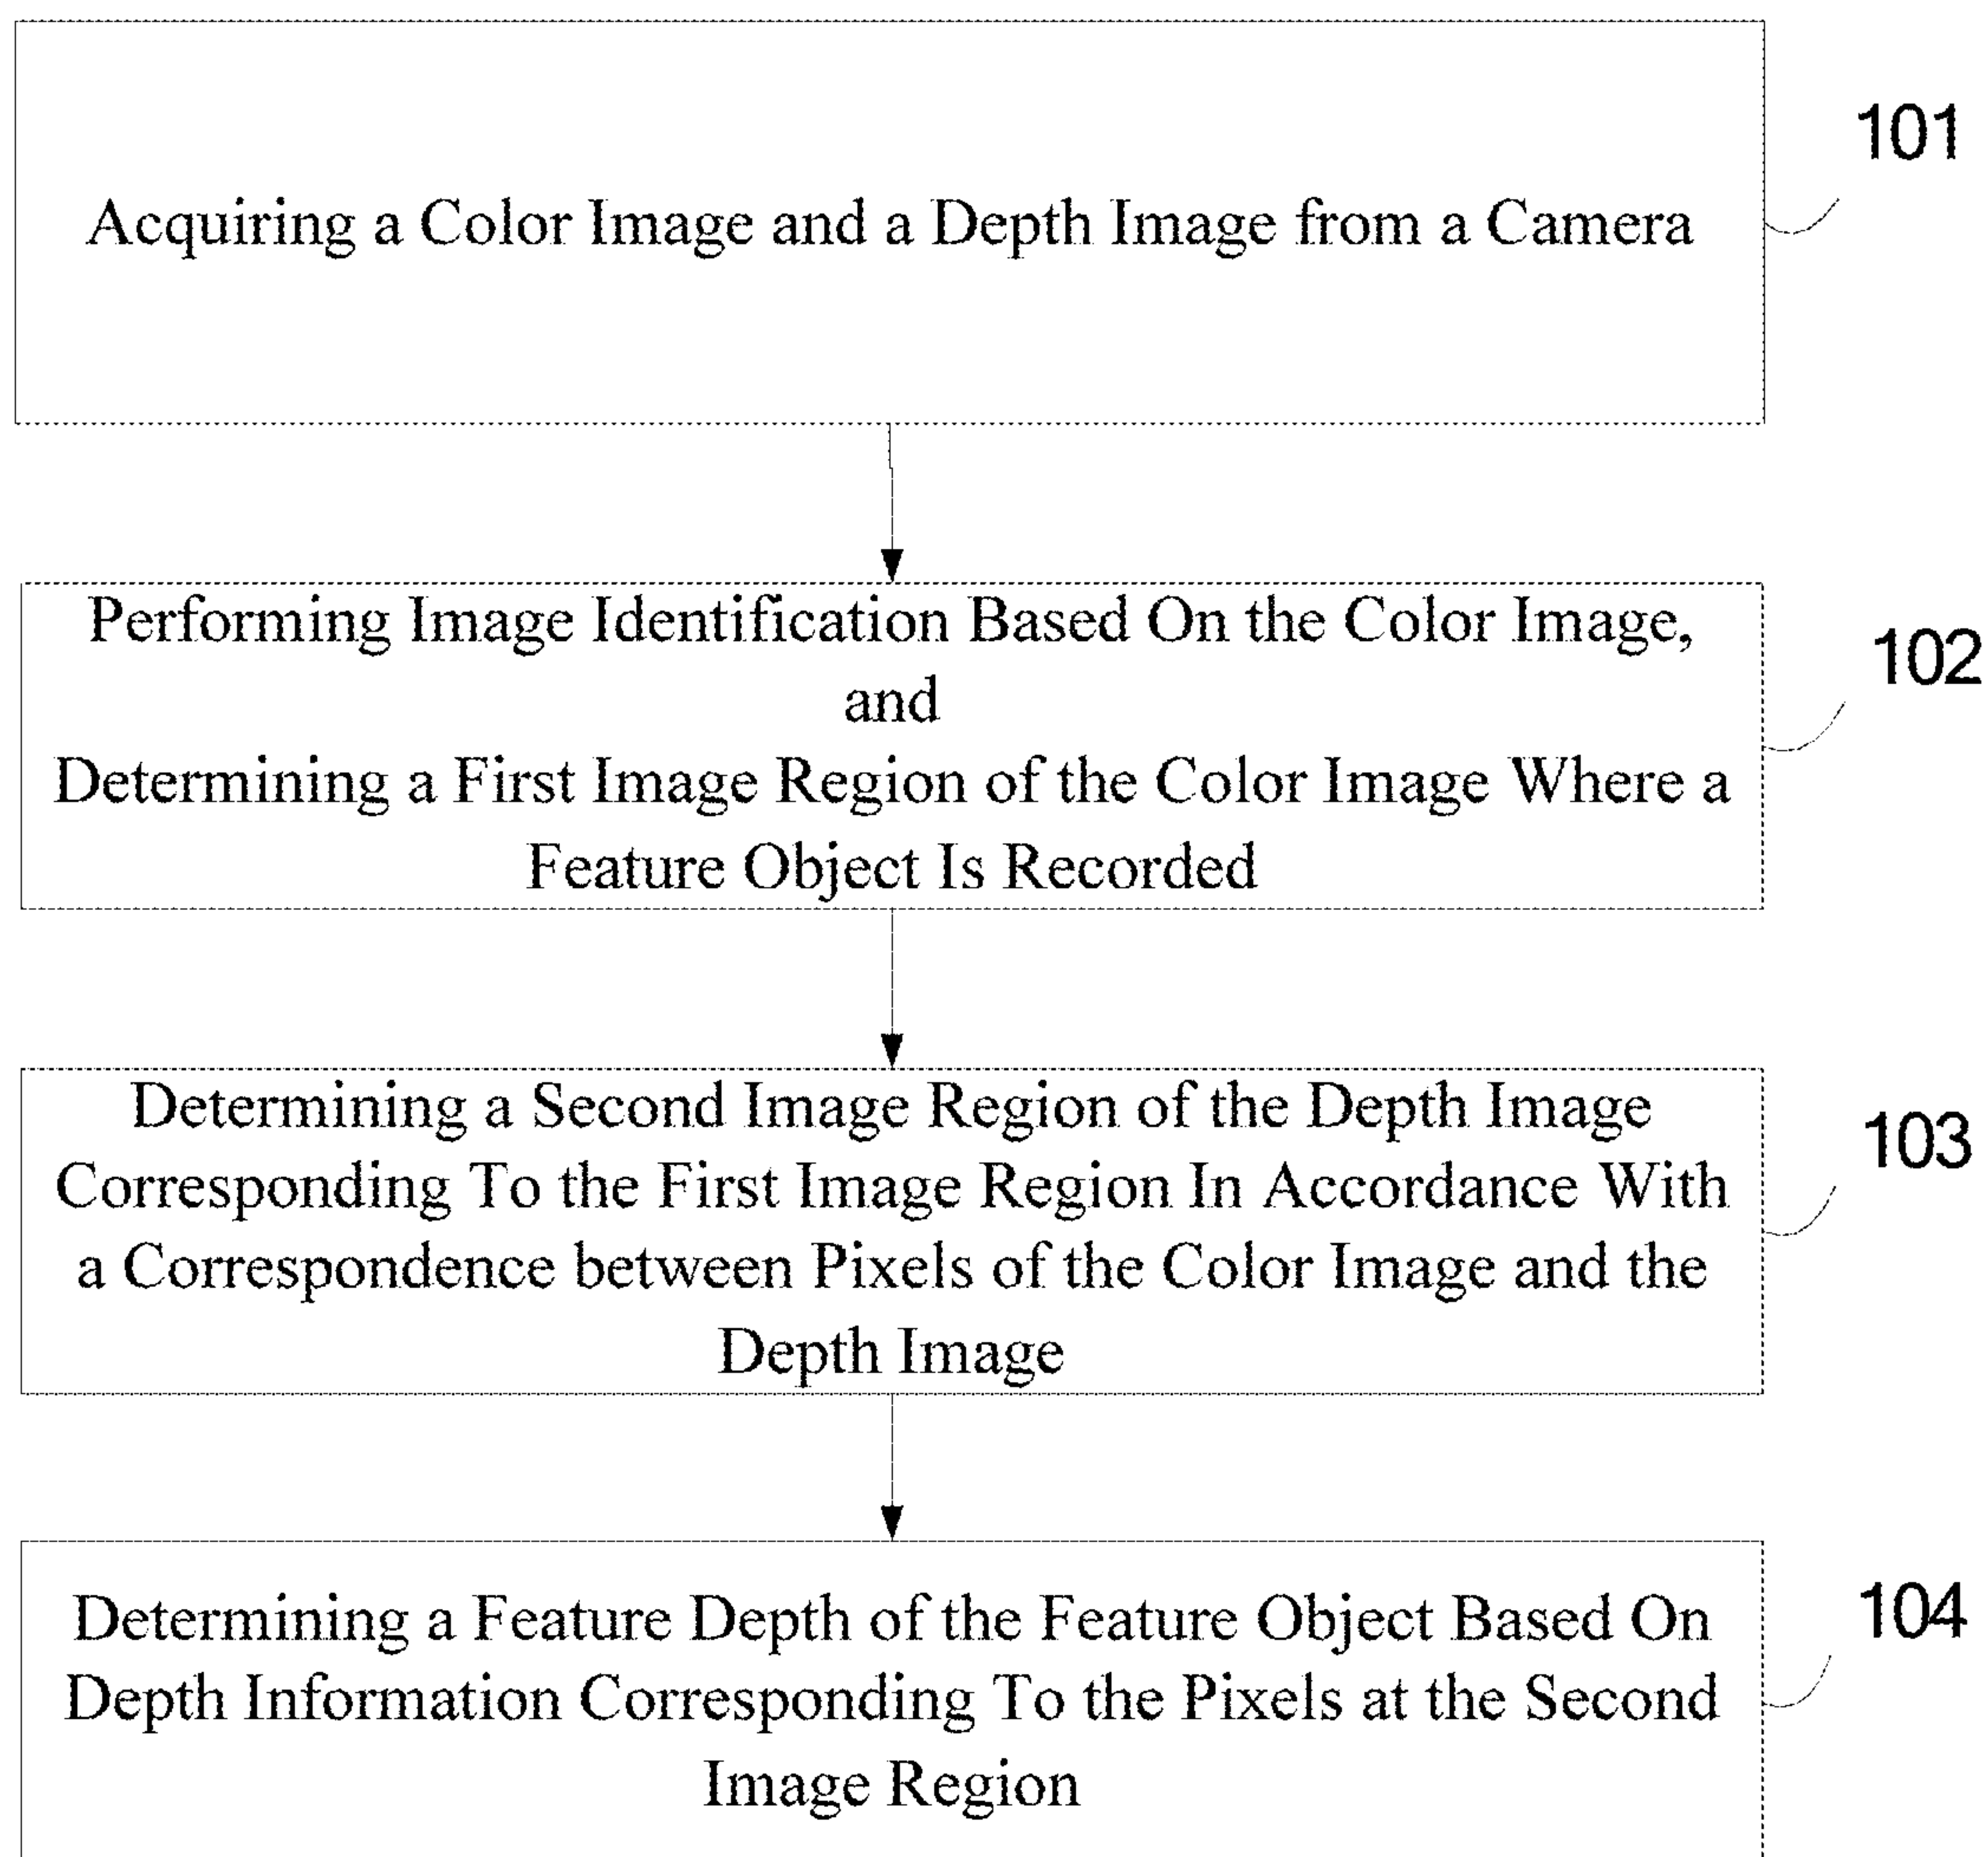 Acquiring a Color Image and a Depth Image from a Camera
101
Performing Image Identification Based On the Color Image,
and
Determining a First Image Region of the Color Image Where a
Feature Object Is Recorded
102
Determining a Second Image Region of the Depth Image
Corresponding To the First Image Region In Accordance With
a Correspondence between Pixels of the Color Image and the
Depth Image
103
Determining a Feature Depth of the Feature Object Based On
Depth Information Corresponding To the Pixels at the Second
Image Region
104